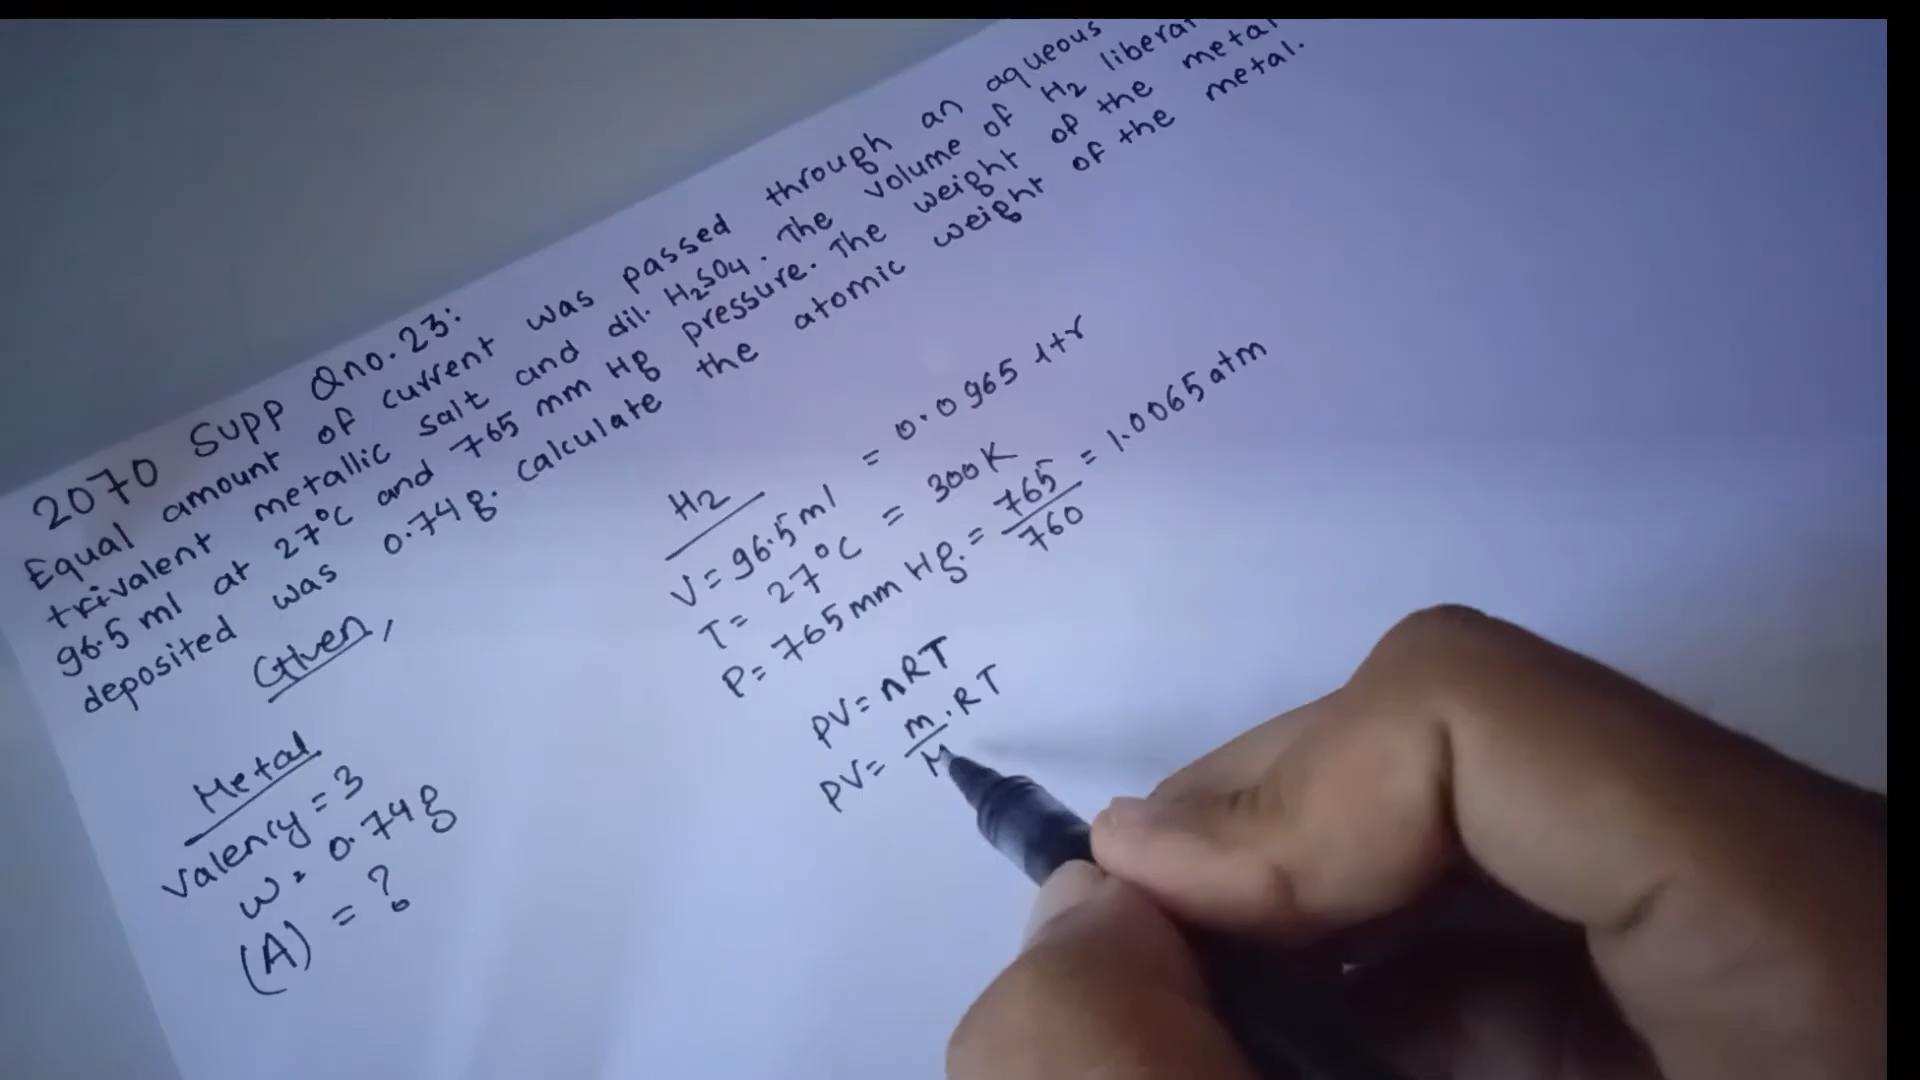 2070 Supp Qno.23:
Equal amount of current was passed through an aqueous
trivalent metallic salt and dil. H₂SO₄. The volume of H₂
96.5 ml at 27°C and 765 mm Hg pressure. The weight of the metal
deposited was 0.74g. calculate the atomic weight of the metal.
Given,
Metal
Valency = 3
w = 0.74g
(A) = ?
H₂
V = 96.5 ml = 0.0965 ltr
T = 27°C = 300K
P = 765 mm Hg. = 765/760 = 1.0065 atm
PV = nRT
PV = m/M . RT